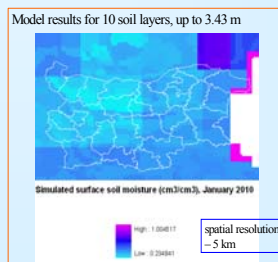 Model results for 10 soil layers, up to 3.43 m
Simulated surface soil moisture (cm3/cm3), January 2010
High : 1.004617
Low : 0.234941
spatial resolution
– 5 km